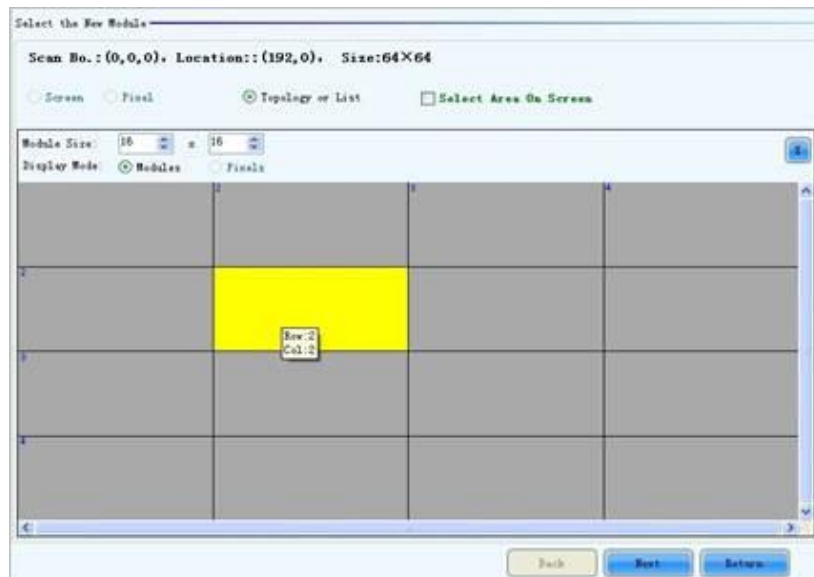 Select the New Module
Scan Bo.:(0,0,0), Location::(192,0), Size:64×64
Screen Pixel Topology or List Select Area On Screen
Module Size: 16 x 16
Display Mode: Modules Pixels
2 3 4
2
Row:2
Col:2
3
4
Back Next Return